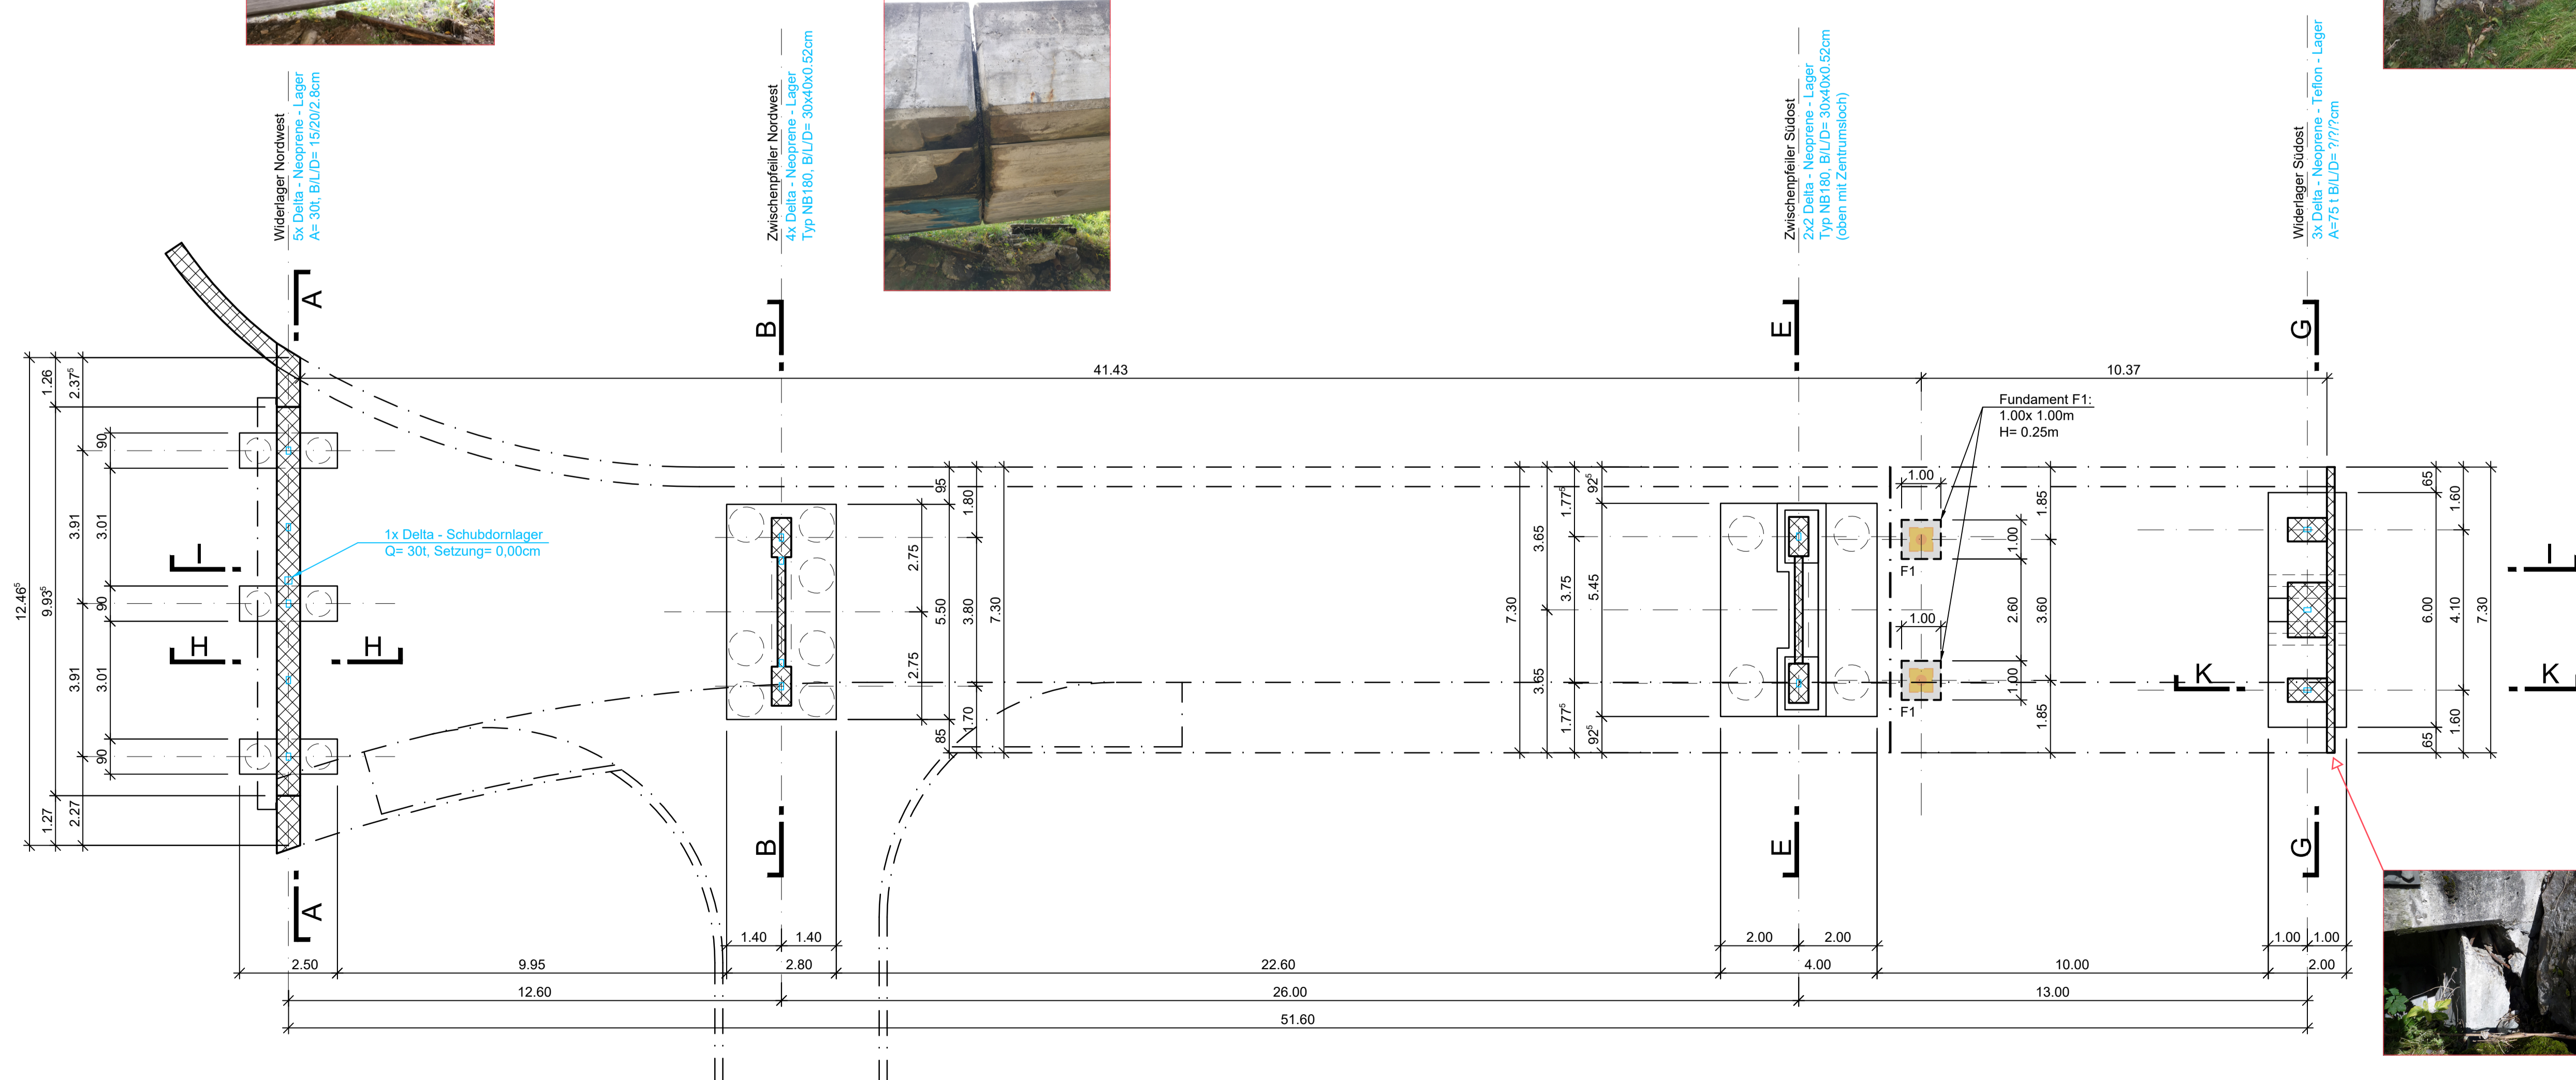 Widerlager Nordwest
5x Delta - Neoprene - Lager
A= 30t, B/L/D= 15/20/2.8cm
Zwischenpfeiler Nordwest
4x Delta - Neoprene - Lager
Typ NB180, B/L/D= 30x40x0.52cm
Zwischenpfeiler Südost
2x2 Delta - Neoprene - Lager
Typ NB180, B/L/D= 30x40x0.52cm
(oben mit Zentrumsloch)
Widerlager Südost
3x Delta - Neoprene - Teflon - Lager
A=75 t B/L/D= ?/?/?cm
A
B
E
G
41.43
10.37
Fundament F1:
1.00x 1.00m
H= 0.25m
1.26
2.37⁵
90
3.91
3.01
90
12.46⁵
9.93⁵
3.91
3.01
90
1.27
2.27
1x Delta - Schubdornlager
Q= 30t, Setzung= 0,00cm
I
H
H
95
1.80
2.75
5.50
3.80
7.30
2.75
85
1.70
92⁵
1.77⁵
3.65
7.30
3.75
5.45
3.65
1.77⁵
92⁵
1.00
1.00
F1
1.85
2.60
3.60
1.00
1.00
F1
1.85
65
1.60
6.00
4.10
7.30
1.60
65
I
K
K
A
B
E
G
1.40
1.40
2.00
2.00
1.00
1.00
2.50
9.95
2.80
22.60
4.00
10.00
2.00
12.60
26.00
13.00
51.60